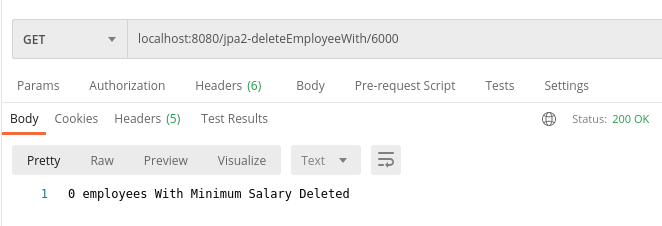 GET localhost:8080/jpa2-deleteEmployeeWith/6000
Params Authorization Headers (6) Body Pre-request Script Tests Settings
Body Cookies Headers (5) Test Results Status: 200 OK
Pretty Raw Preview Visualize Text
1 0 employees With Minimum Salary Deleted